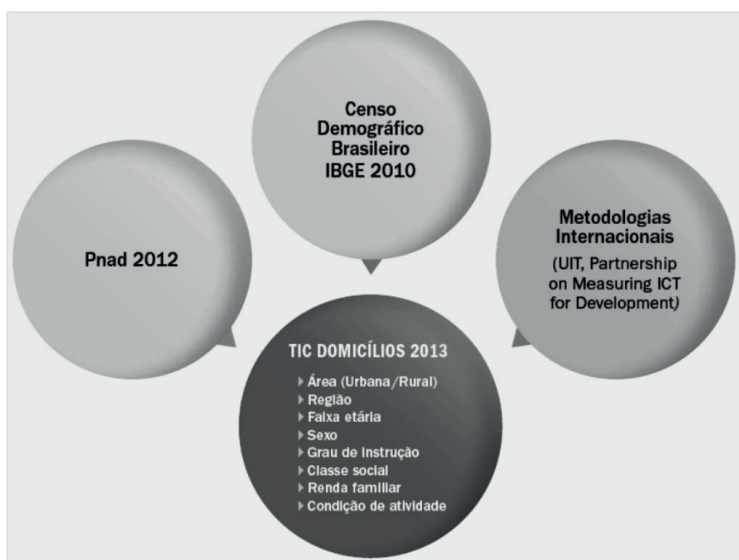 Censo
Demográfico
Brasileiro
IBGE 2010
Pnad 2012
Metodologias
Internacionais
(UIT, Partnership
on Measuring ICT
for Development)
TIC DOMICÍLIOS 2013
Área (Urbana/Rural)
Região
Faixa etária
Sexo
Grau de instrução
Classe social
Renda familiar
Condição de atividade